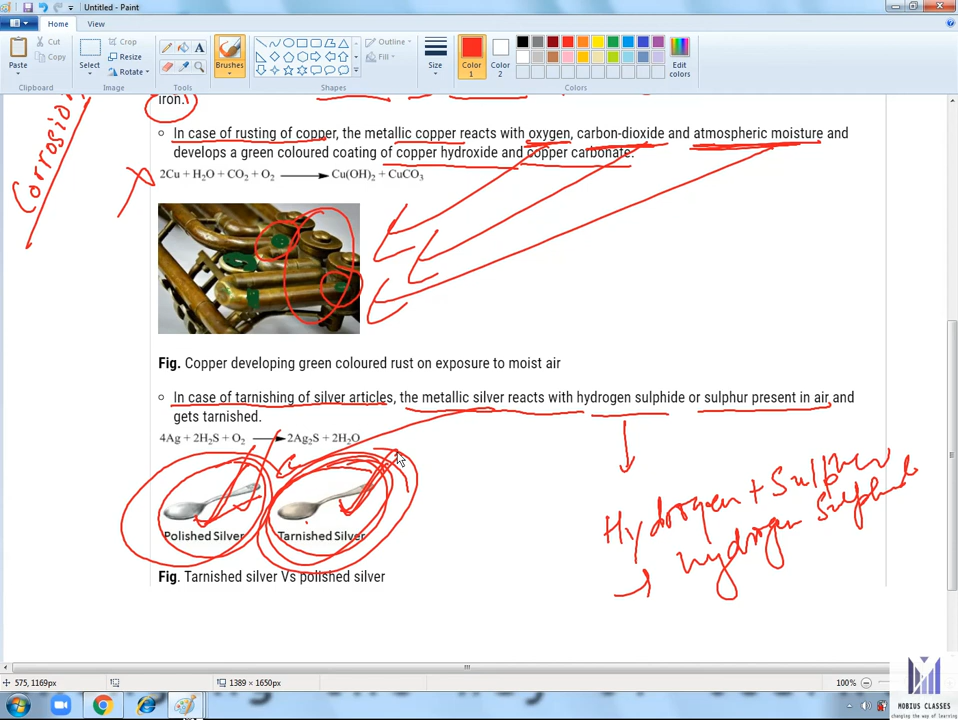 Untitled - Paint
Home View
Paste Cut Copy Select Crop Resize Rotate Brushes Outline Fill Size Color 1 Color 2 Edit colors
Clipboard Image Tools Shapes Colors
iron.
Corrosion
In case of rusting of copper, the metallic copper reacts with oxygen, carbon-dioxide and atmospheric moisture and
develops a green coloured coating of copper hydroxide and copper carbonate.
2Cu + H₂O + CO₂ + O₂ ⟶ Cu(OH)₂ + CuCO₃
Fig. Copper developing green coloured rust on exposure to moist air
In case of tarnishing of silver articles, the metallic silver reacts with hydrogen sulphide or sulphur present in air and
gets tarnished.
4Ag + 2H₂S + O₂ ⟶ 2Ag₂S + 2H₂O
Polished Silver Tarnished Silver
Hydrogen + Sulphur
hydrogen sulphide
Fig. Tarnished silver Vs polished silver
575, 1169px 1389 × 1650px 100%
MOBIUS CLASSES
changing the way of learning